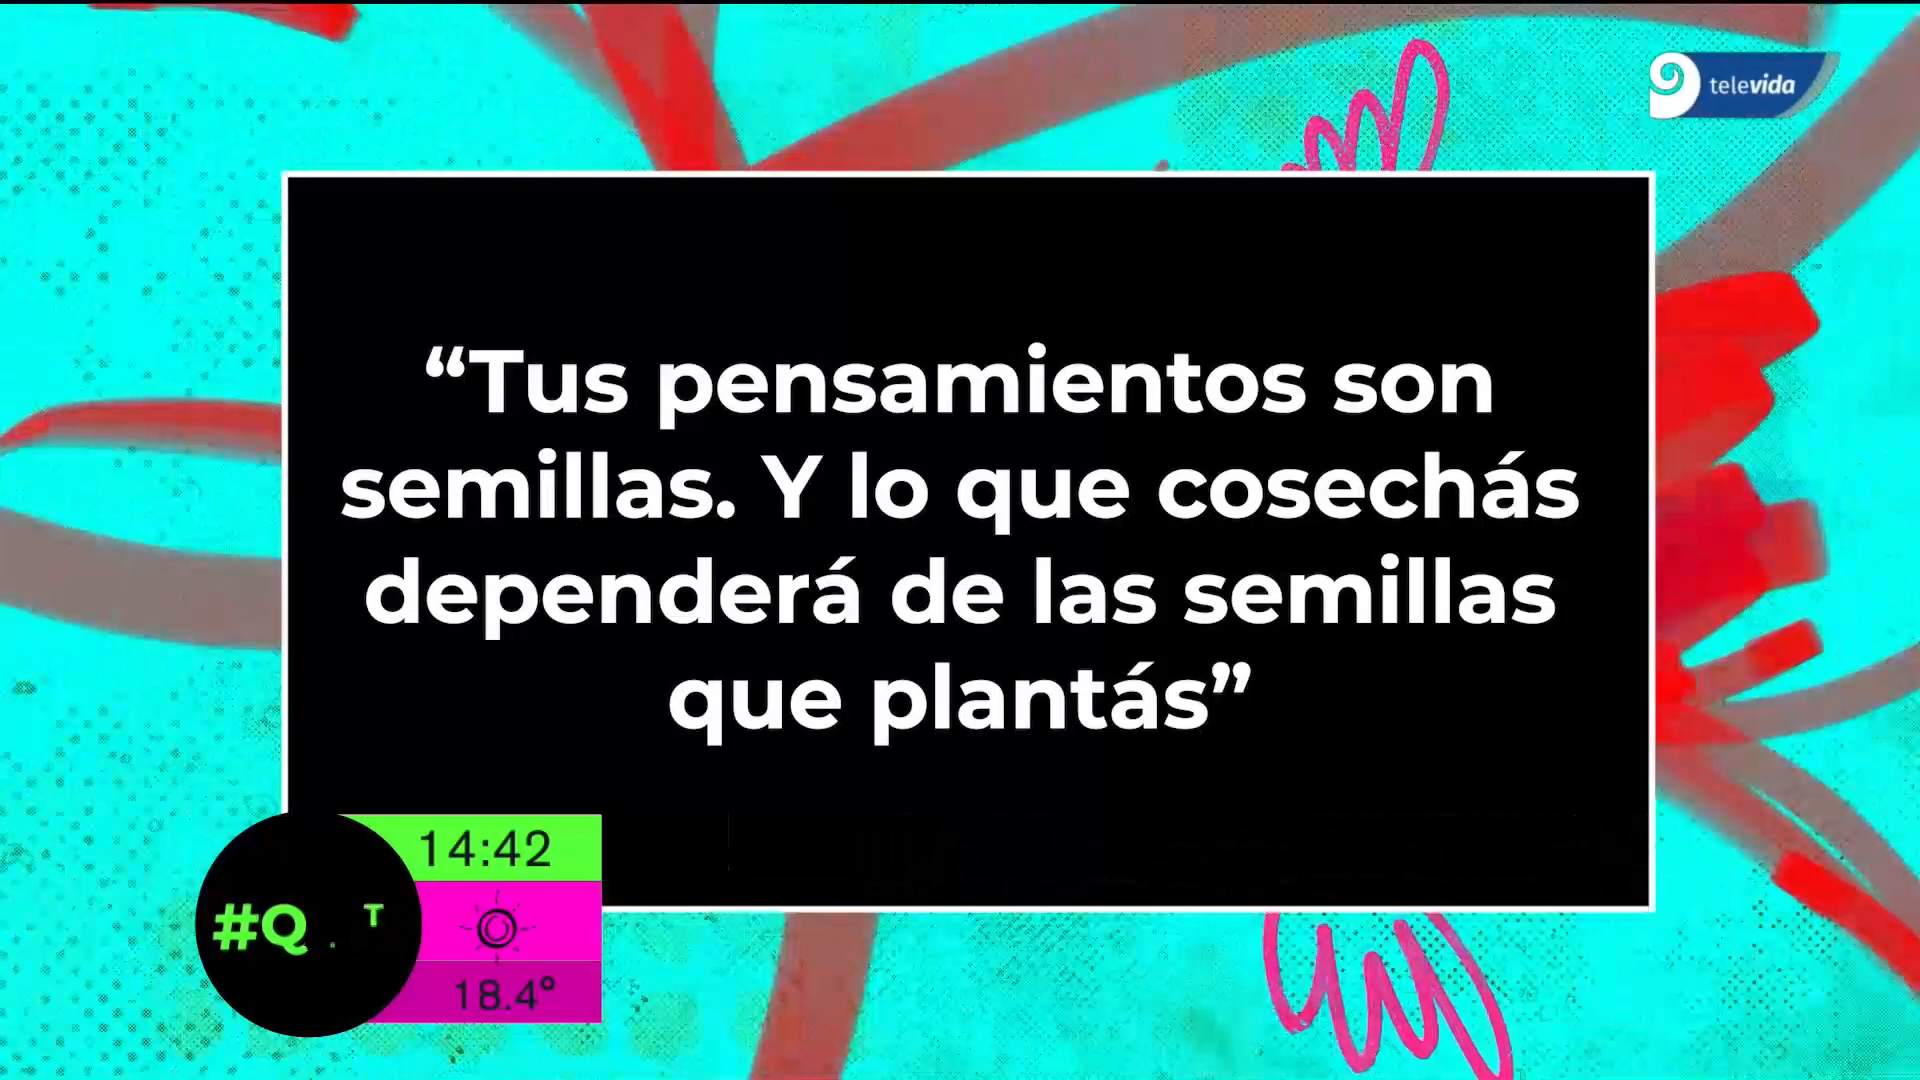 televida
“Tus pensamientos son
semillas. Y lo que cosechás
dependerá de las semillas
que plantás”
14:42
#Q . T
18.4°